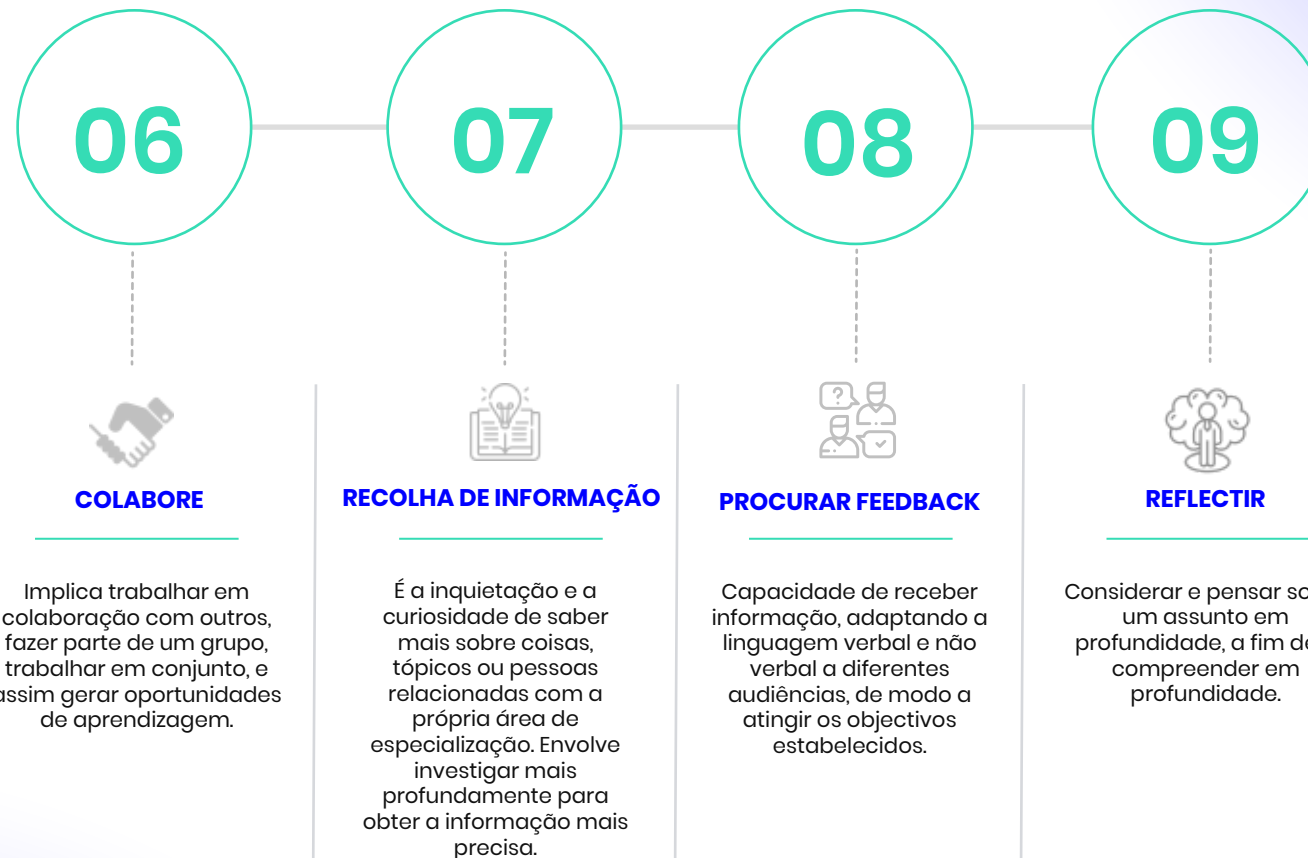 06
COLABORE
Implica trabalhar em
colaboração com outros,
fazer parte de um grupo,
trabalhar em conjunto, e
assim gerar oportunidades
de aprendizagem.
07
RECOLHA DE INFORMAÇÃO
É a inquietação e a
curiosidade de saber
mais sobre coisas,
tópicos ou pessoas
relacionadas com a
própria área de
especialização. Envolve
investigar mais
profundamente para
obter a informação mais
precisa.
08
PROCURAR FEEDBACK
Capacidade de receber
informação, adaptando a
linguagem verbal e não
verbal a diferentes
audiências, de modo a
atingir os objectivos
estabelecidos.
09
REFLECTIR
Considerar e pensar
um assunto em
profundidade, a fim de
compreender em
profundidade.